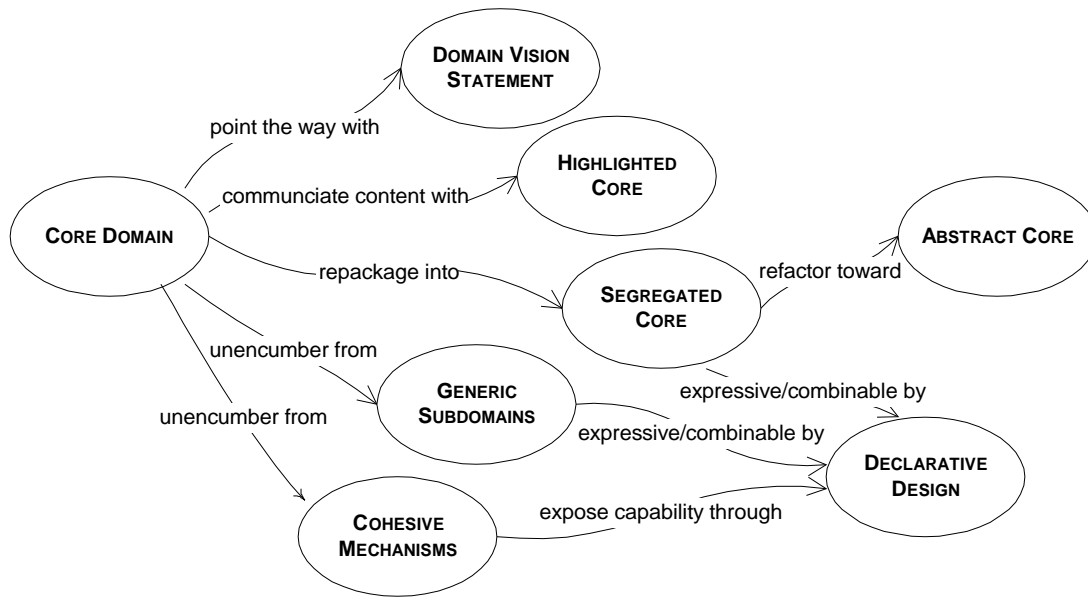 DOMAIN VISION
STATEMENT
point the way with
HIGHLIGHTED
CORE
communciate content with
CORE DOMAIN
ABSTRACT CORE
repackage into
refactor toward
SEGREGATED
CORE
unencumber from
GENERIC
SUBDOMAINS
expressive/combinable by
unencumber from
expressive/combinable by
DECLARATIVE
DESIGN
expose capability through
COHESIVE
MECHANISMS